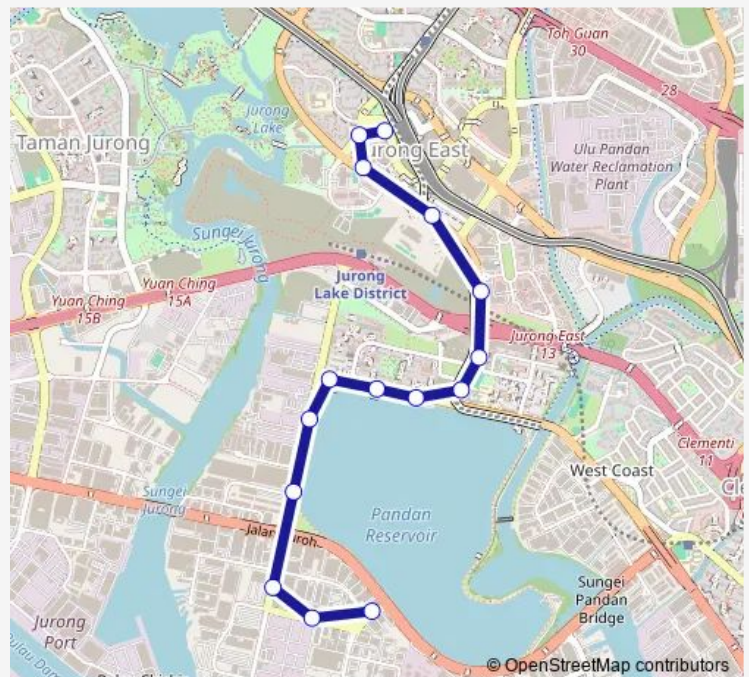 Toh Guan
30
28
Jurong
Lake
Taman Jurong
irong East
Ulu Pandan
Water Reclamation
Plant
Sungei
Jurong
Jurong
Lake District
Yuan Ching
15A
Yuan Ching
15B
Jurong East
13
Clementi
11
West Coast
Sungei
Jurong
Pandan
Reservoir
Sungei
Pandan
Bridge
Jurong
Port
© OpenStreetMap contributors